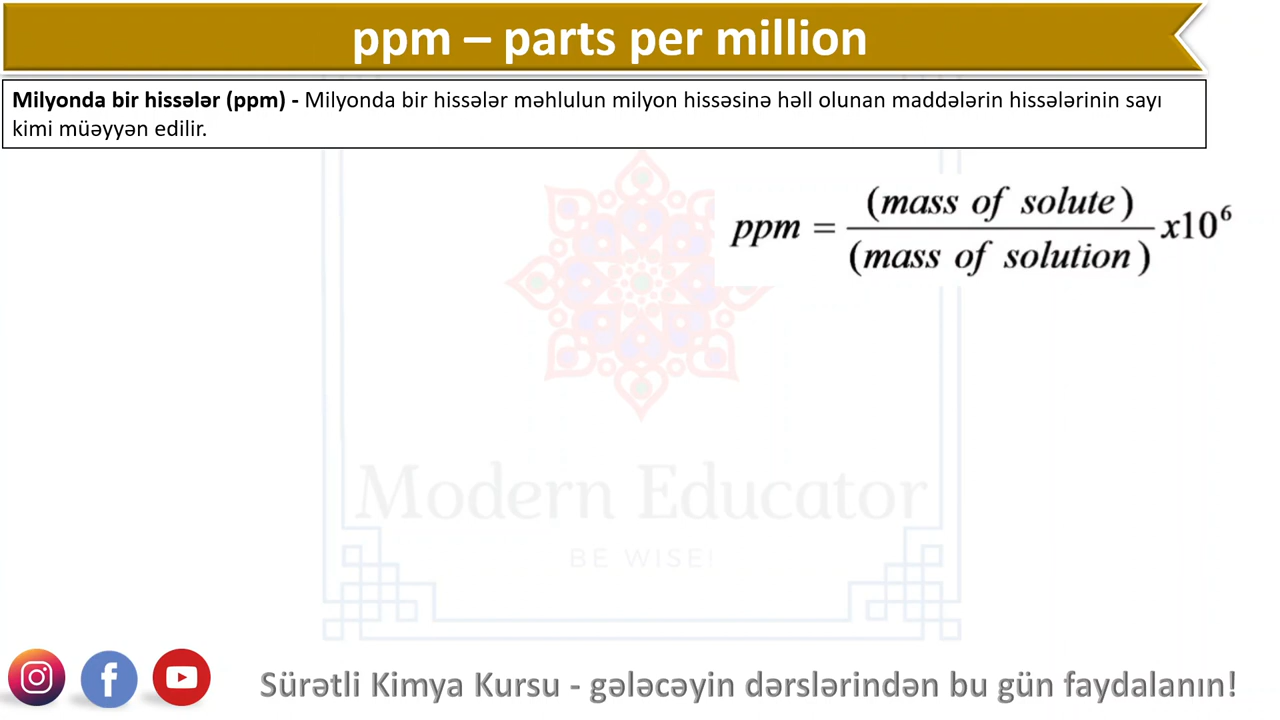 ppm – parts per million
Milyonda bir hissələr (ppm) - Milyonda bir hissələr məhlulun milyon hissəsinə həll olunan maddələrin hissələrinin sayı
kimi müəyyən edilir.
ppm = (mass of solute) / (mass of solution) x10⁶
Modern Educator
BE WISE!
Sürətli Kimya Kursu - gələcəyin dərslərindən bu gün faydalanın!